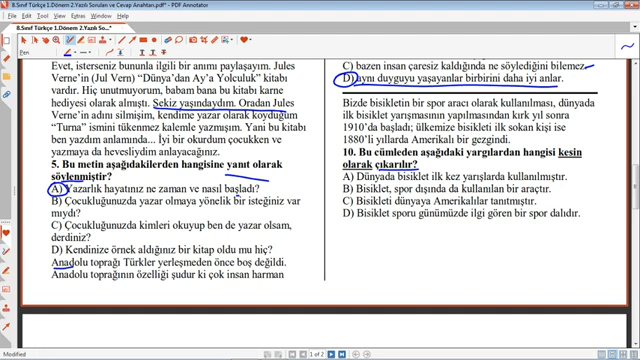 8.Sınıf Türkçe 1.Dönem 2.Yazılı Soruları ve Cevap Anahtarı.pdf* - PDF Annotator
File Edit View Insert Tool Help
8.Sınıf Türkçe 1.Dönem 2.Yazılı So...*
Pen
Evet, isterseniz bununla ilgili bir anımı paylaşayım. Jules
Verne'in (Jul Vern) “Dünya'dan Ay'a Yolculuk” kitabı
vardır. Hiç unutmuyorum, babam bana bu kitabı karne
hediyesi olarak almıştı. Sekiz yaşındaydım. Oradan Jules
Verne'in adını silmişim, kendime yazar olarak koyduğum
“Turna” ismini tükenmez kalemle yazmışım. Yani bu kitabı
ben yazdım anlamında... İyi bir okurdum çocukken ve
yazmaya da hevesliydim anlayacağınız.
5. Bu metin aşağıdakilerden hangisine yanıt olarak
söylenmiştir?
A) Yazarlık hayatınız ne zaman ve nasıl başladı?
B) Çocukluğunuzda yazar olmaya yönelik bir isteğiniz var
mıydı?
C) Çocukluğunuzda kimleri okuyup ben de yazar olsam,
derdiniz?
D) Kendinize örnek aldığınız bir kitap oldu mu hiç?
Anadolu toprağı Türkler yerleşmeden önce boş değildi.
Anadolu toprağının özelliği şudur ki çok insan harman
C) bazen insan çaresiz kaldığında ne söylediğini bilemez
D) aynı duyguyu yaşayanlar birbirini daha iyi anlar.
Bizde bisikletin bir spor aracı olarak kullanılması, dünyada
ilk bisiklet yarışmasının yapılmasından kırk yıl sonra
1910'da başladı; ülkemize bisikleti ilk sokan kişi ise
1880'li yıllarda Amerikalı bir gezgindi.
10. Bu cümleden aşağıdaki yargılardan hangisi kesin
olarak çıkarılır?
A) Dünyada bisiklet ilk kez yarışlarda kullanılmıştır.
B) Bisiklet, spor dışında da kullanılan bir araçtır.
C) Bisikleti dünyaya Amerikalılar tanıtmıştır.
D) Bisiklet sporu günümüzde ilgi gören bir spor dalıdır.
1 of 2
Modified